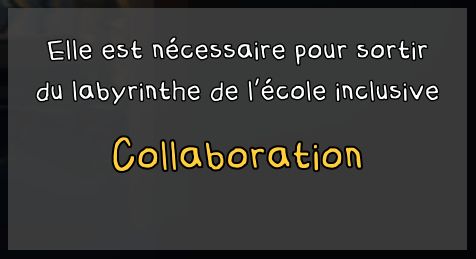 Elle est nécessaire pour sortir
du labyrinthe de l'école inclusive
Collaboration